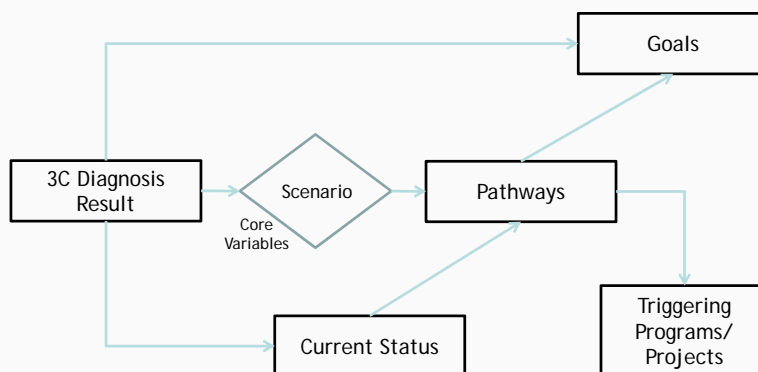 Goals
3C Diagnosis
Result
Scenario
Core
Variables
Pathways
Current Status
Triggering
Programs/
Projects